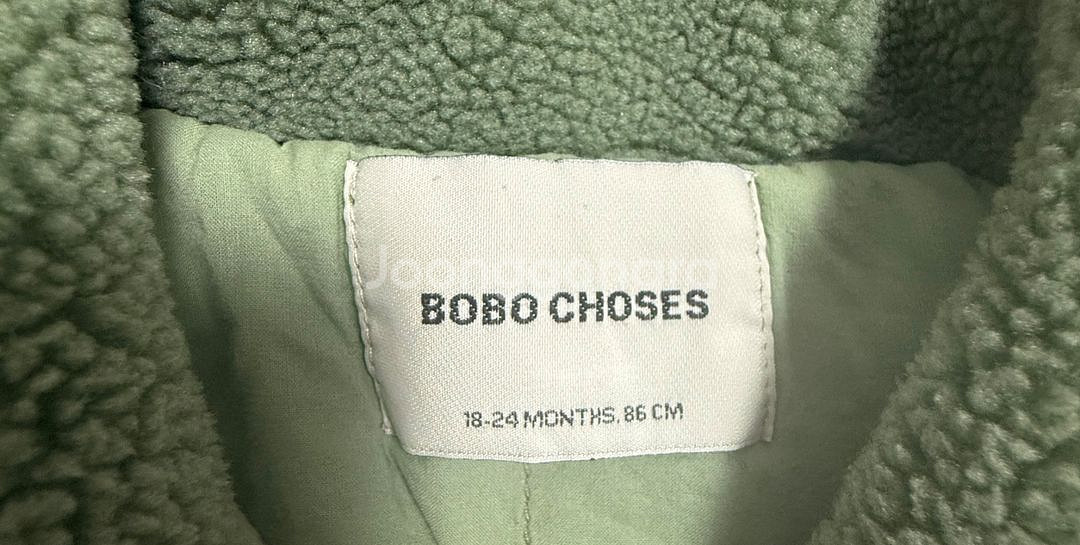 BOBO CHOSES
18-24 MONTHS. 86 CM